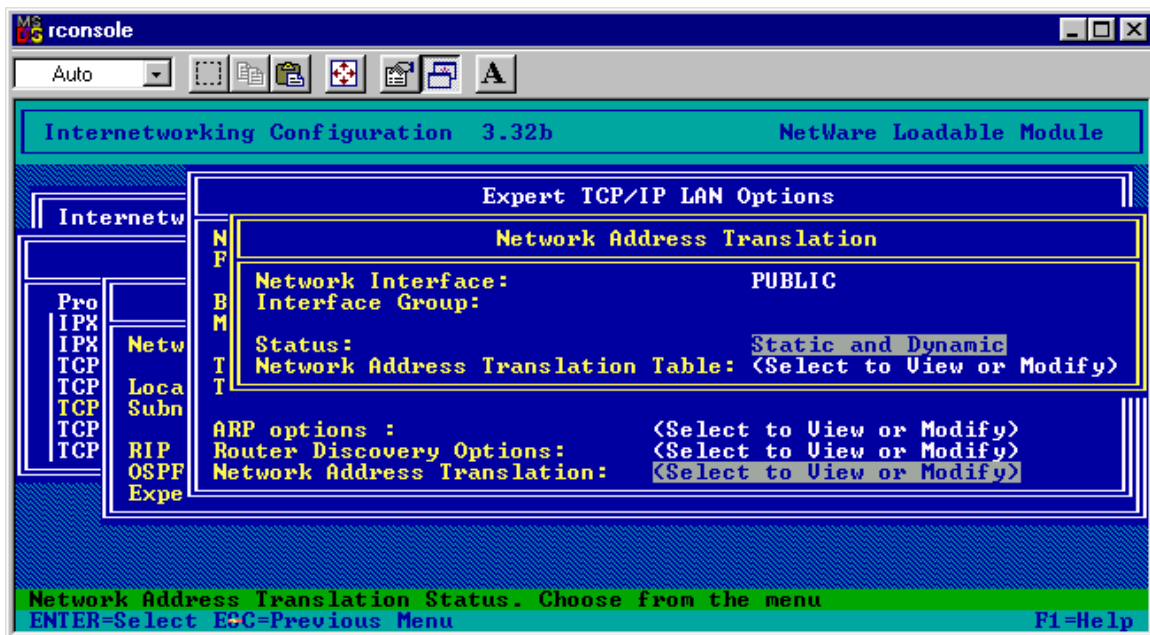 rconsole
Auto
A
Internetworking Configuration 3.32b NetWare Loadable Module
Expert TCP/IP LAN Options
Internetw
Network Address Translation
N
F
Network Interface: PUBLIC
Interface Group:
B
M
Status: Static and Dynamic
Network Address Translation Table: (Select to View or Modify)
T
T
Pro
IPX
IPX
TCP
TCP
TCP
TCP
TCP
Netw
Loca
Subn
RIP
OSPF
Expe
ARP options : (Select to View or Modify)
Router Discovery Options: (Select to View or Modify)
Network Address Translation: (Select to View or Modify)
Network Address Translation Status. Choose from the menu
ENTER=Select ESC=Previous Menu F1=Help